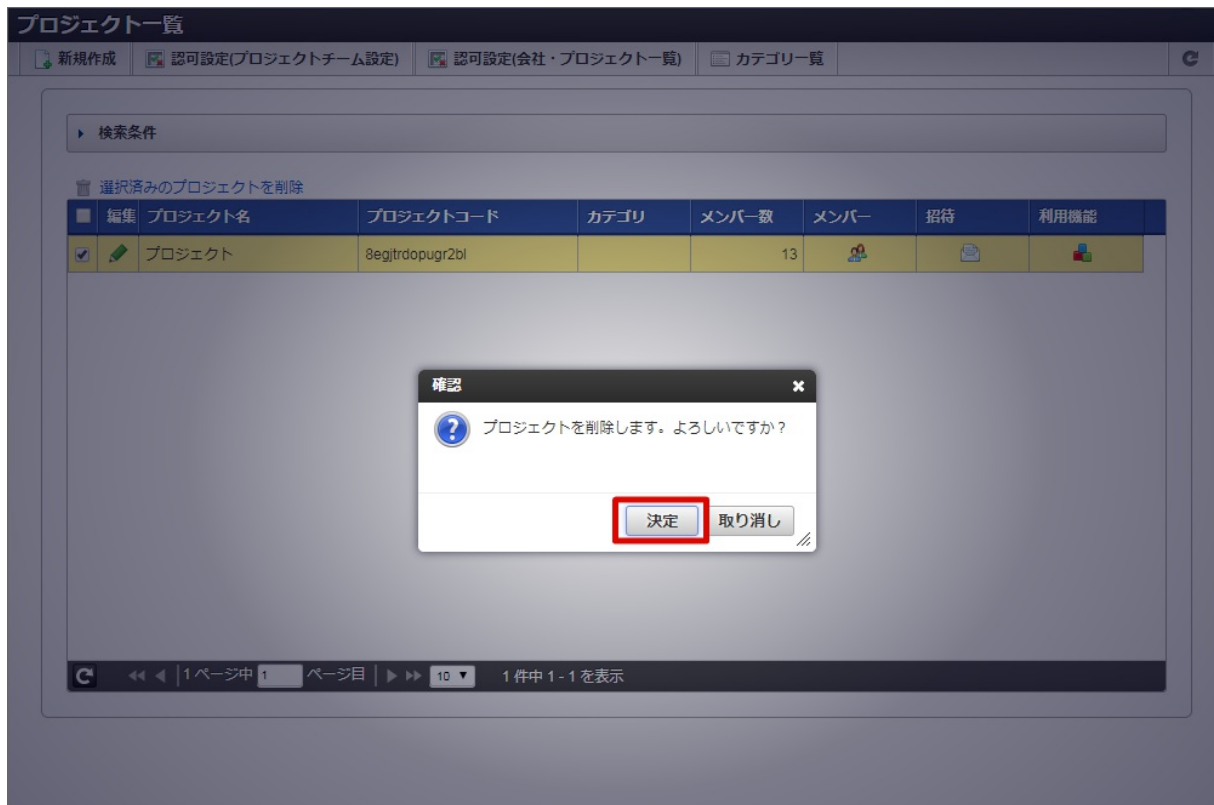 プロジェクト一覧
新規作成 認可設定(プロジェクトチーム設定) 認可設定(会社・プロジェクト一覧) カテゴリ一覧
検索条件
選択済みのプロジェクトを削除
編集 プロジェクト名 プロジェクトコード カテゴリ メンバー数 メンバー 招待 利用機能
プロジェクト 8egjtrdopugr2bl 13
確認
プロジェクトを削除します。よろしいですか?
決定 取り消し
1 ページ中 1 ページ目 10 1 件中 1 - 1 を表示